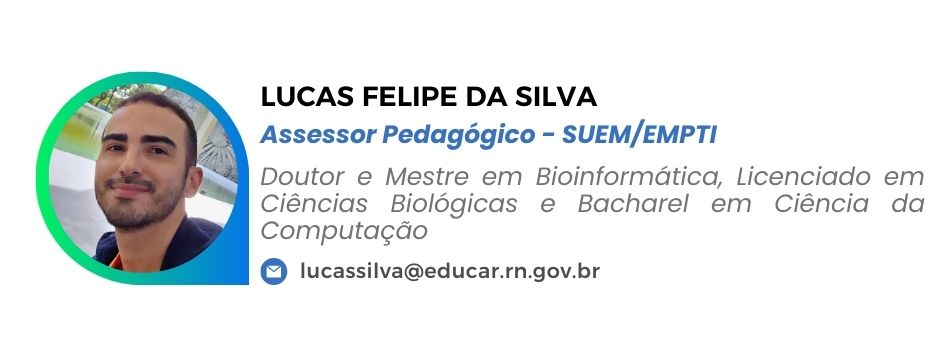 LUCAS FELIPE DA SILVA
Assessor Pedagógico - SUEM/EMPTI
Doutor e Mestre em Bioinformática, Licenciado em
Ciências Biológicas e Bacharel em Ciência da
Computação
lucassilva@educar.rn.gov.br